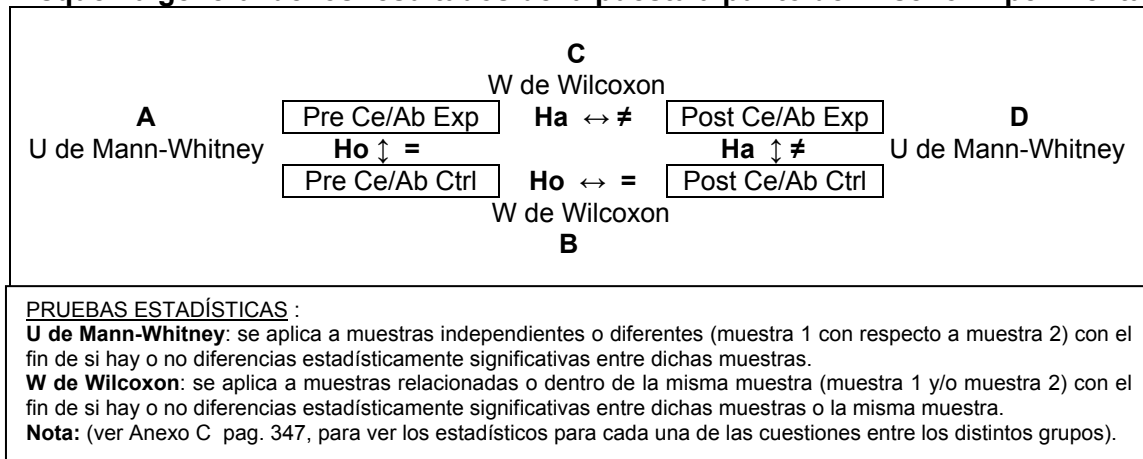 C
W de Wilcoxon
A Pre Ce/Ab Exp Ha ↔ ≠ Post Ce/Ab Exp D
U de Mann-Whitney Ho ↕ = Ha ↕ ≠ U de Mann-Whitney
Pre Ce/Ab Ctrl Ho ↔ = Post Ce/Ab Ctrl
W de Wilcoxon
B
PRUEBAS ESTADÍSTICAS :
U de Mann-Whitney: se aplica a muestras independientes o diferentes (muestra 1 con respecto a muestra 2) con el
fin de si hay o no diferencias estadísticamente significativas entre dichas muestras.
W de Wilcoxon: se aplica a muestras relacionadas o dentro de la misma muestra (muestra 1 y/o muestra 2) con el
fin de si hay o no diferencias estadísticamente significativas entre dichas muestras o la misma muestra.
Nota: (ver Anexo C pag. 347, para ver los estadísticos para cada una de las cuestiones entre los distintos grupos).